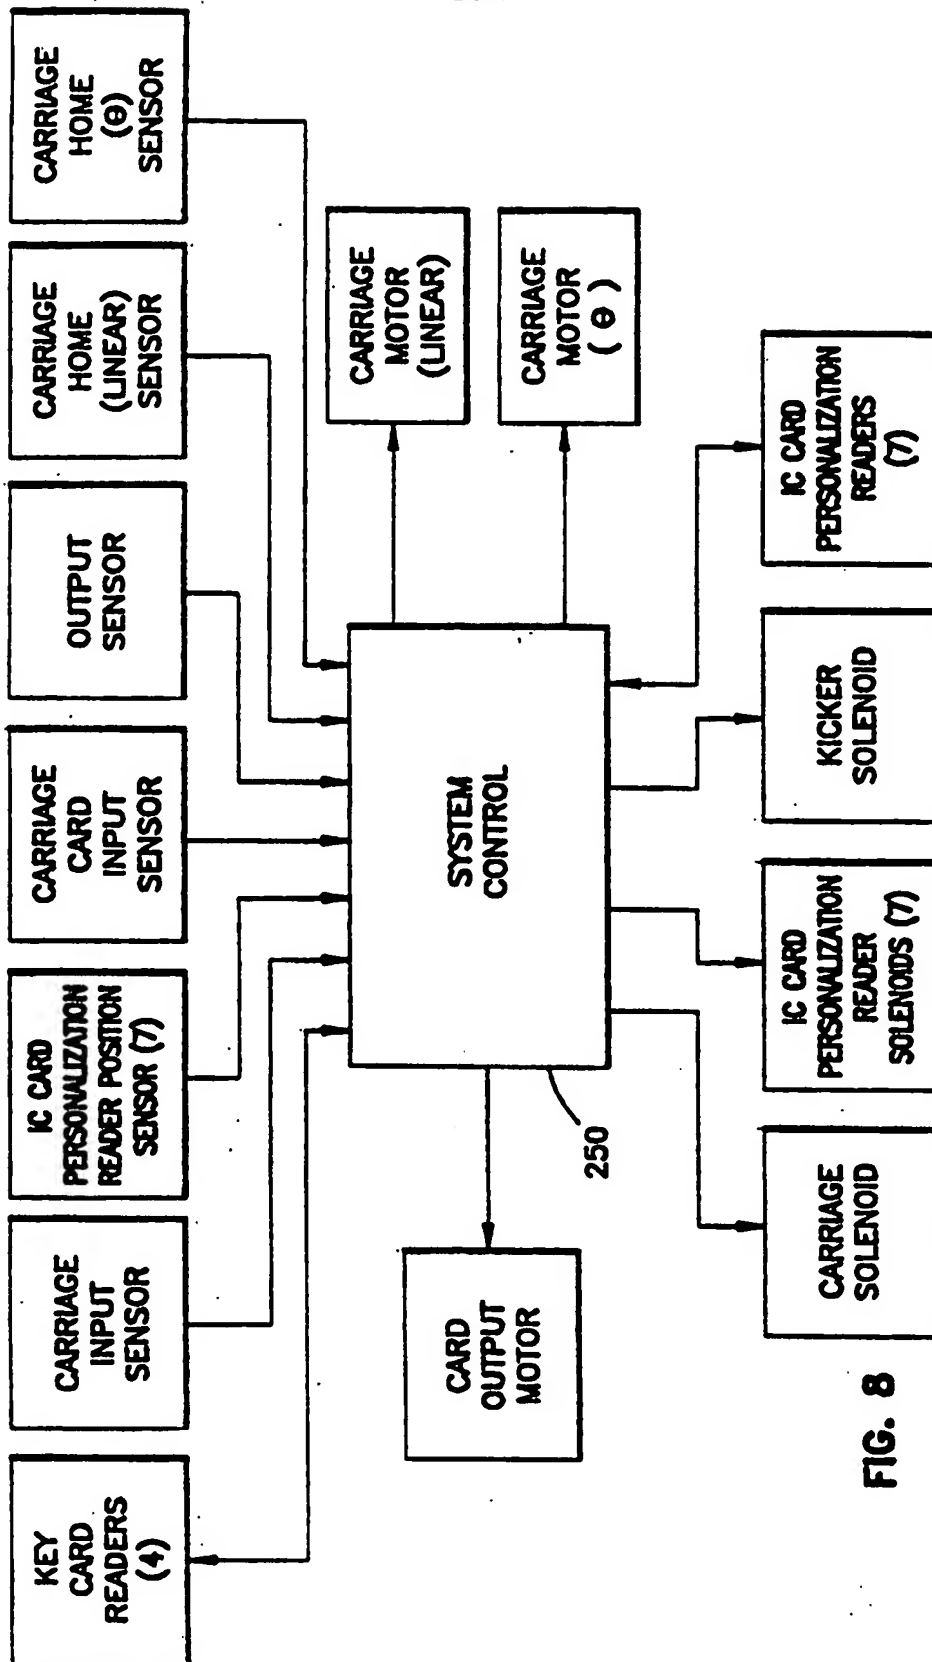 KEY
CARD
READERS
(4)
CARRIAGE
INPUT
SENSOR
IC CARD
PERSONALIZATION
READER POSITION
SENSOR (7)
CARRIAGE
CARD
INPUT
SENSOR
OUTPUT
SENSOR
CARRIAGE
HOME
(LINEAR)
SENSOR
CARRIAGE
HOME
(Θ)
SENSOR
CARD
OUTPUT
MOTOR
SYSTEM
CONTROL
250
CARRIAGE
MOTOR
(LINEAR)
CARRIAGE
MOTOR
(Θ)
CARRIAGE
SOLENOID
IC CARD
PERSONALIZATION
READER
SOLENOIDS (7)
KICKER
SOLENOID
IC CARD
PERSONALIZATION
READERS
(7)
FIG. 8